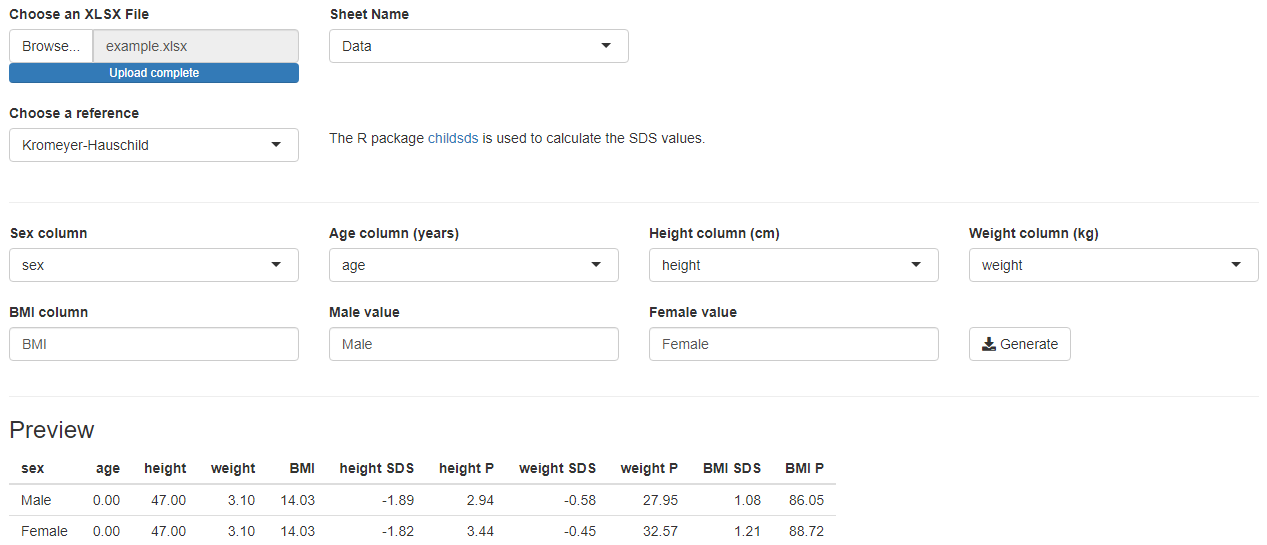 Choose an XLSX File Sheet Name
Browse... example.xlsx Data
Upload complete
Choose a reference
Kromeyer-Hauschild The R package childsds is used to calculate the SDS values.
Sex column Age column (years) Height column (cm) Weight column (kg)
sex age height weight
BMI column Male value Female value
BMI Male Female Generate
Preview
sex age height weight BMI height SDS height P weight SDS weight P BMI SDS BMI P
Male 0.00 47.00 3.10 14.03 -1.89 2.94 -0.58 27.95 1.08 86.05
Female 0.00 47.00 3.10 14.03 -1.82 3.44 -0.45 32.57 1.21 88.72